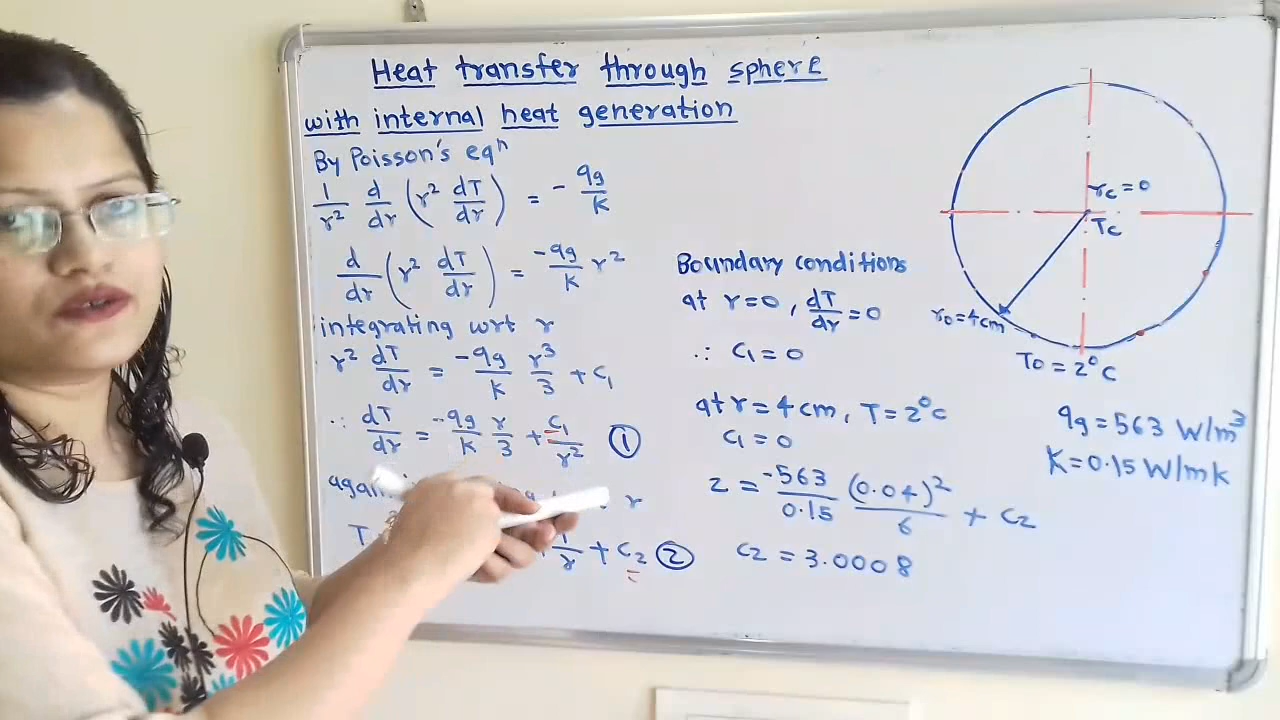 Heat transfer through sphere
with internal heat generation
By Poisson's eqⁿ
1/r² d/dr (r² dT/dr) = - qg/k
d/dr (r² dT/dr) = -qg/k r²
integrating wrt r
r² dT/dr = -qg/k r³/3 + C₁
∴ dT/dr = -qg/k r/3 + C₁/r² ①
again r
T 1/r + C₂ ②
Boundary conditions
at r=0, dT/dr = 0
∴ C₁ = 0
at r = 4 cm, T = 2°C
C₁ = 0
2 = -563/0.15 (0.04)²/6 + C₂
C₂ = 3.0008
rc = 0
Tc
r₀ = 4cm
T₀ = 2°C
qg = 563 W/m³
K = 0.15 W/mk